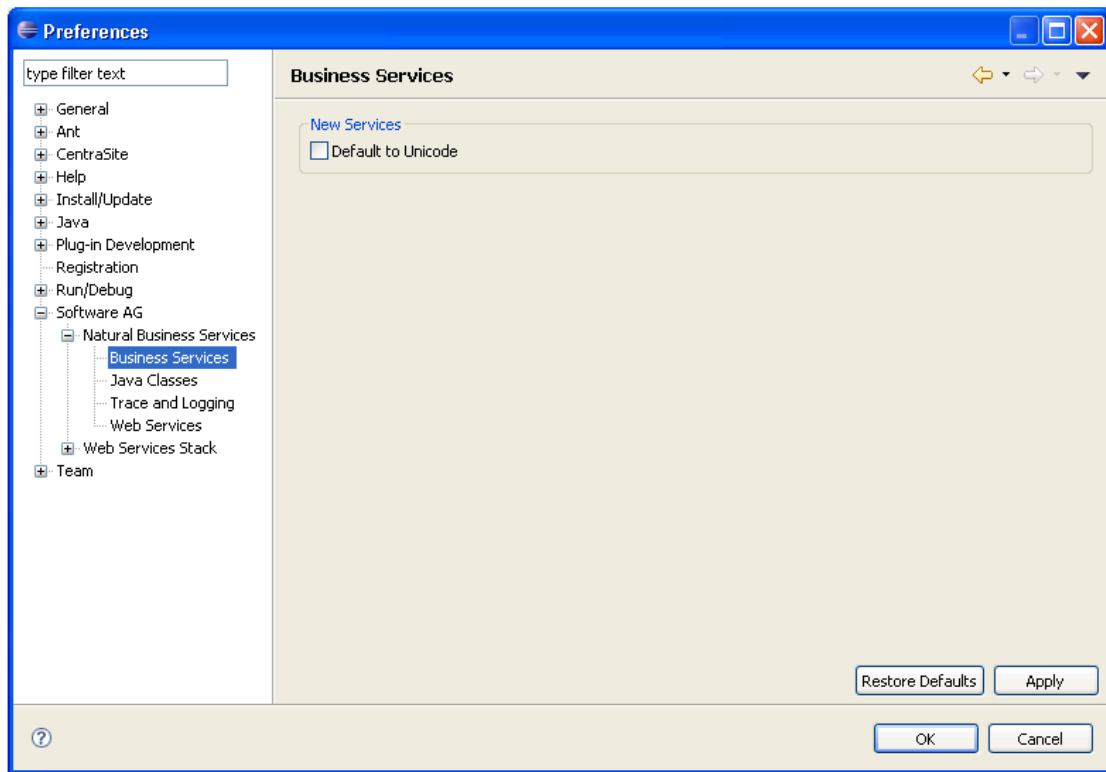 Preferences
type filter text
General
Ant
CentraSite
Help
Install/Update
Java
Plug-in Development
Registration
Run/Debug
Software AG
Natural Business Services
Business Services
Java Classes
Trace and Logging
Web Services
Web Services Stack
Team
Business Services
New Services
Default to Unicode
Restore Defaults
Apply
OK
Cancel